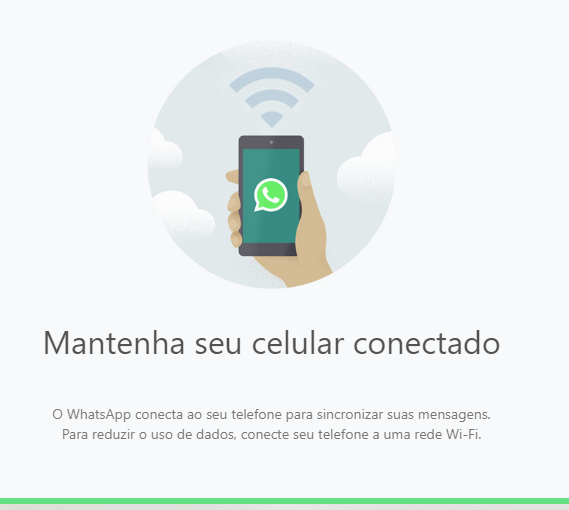 Mantenha seu celular conectado
O WhatsApp conecta ao seu telefone para sincronizar suas mensagens.
Para reduzir o uso de dados, conecte seu telefone a uma rede Wi-Fi.